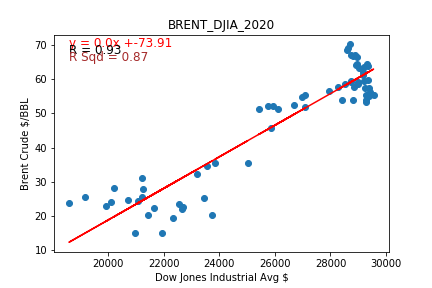 BRENT_DJIA_2020
y = 0.0x +-73.91
R = 0.93
R Sqd = 0.87
Brent Crude $/BBL
70
60
50
40
30
20
10
20000 22000 24000 26000 28000 30000
Dow Jones Industrial Avg $